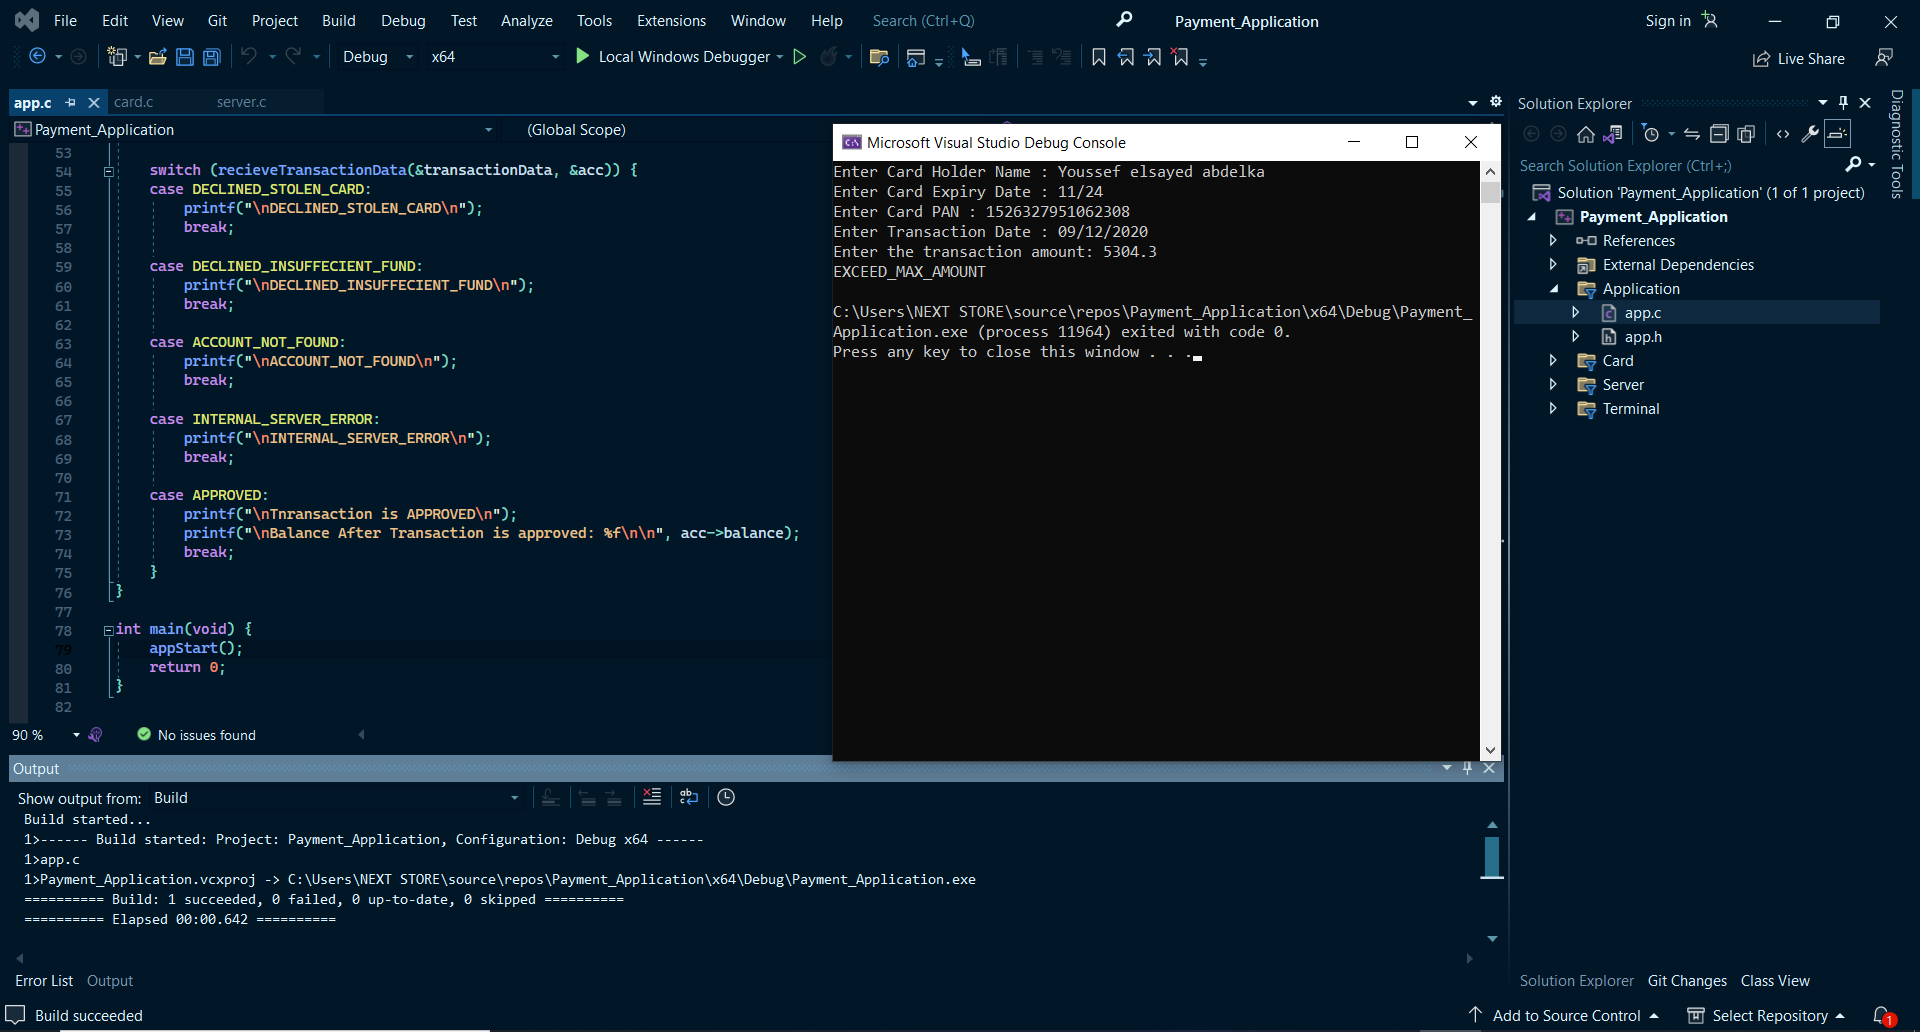 File Edit View Git Project Build Debug Test Analyze Tools Extensions Window Help Search (Ctrl+Q) Payment_Application Sign in
Debug x64 Local Windows Debugger Live Share
app.c card.c server.c
Payment_Application (Global Scope)
53
54 switch (recieveTransactionData(&transactionData, &acc)) {
55 case DECLINED_STOLEN_CARD:
56 printf("\nDECLINED_STOLEN_CARD\n");
57 break;
58
59 case DECLINED_INSUFFECIENT_FUND:
60 printf("\nDECLINED_INSUFFECIENT_FUND\n");
61 break;
62
63 case ACCOUNT_NOT_FOUND:
64 printf("\nACCOUNT_NOT_FOUND\n");
65 break;
66
67 case INTERNAL_SERVER_ERROR:
68 printf("\nINTERNAL_SERVER_ERROR\n");
69 break;
70
71 case APPROVED:
72 printf("\nTnransaction is APPROVED\n");
73 printf("\nBalance After Transaction is approved: %f\n\n", acc->balance);
74 break;
75 }
76 }
77
78 int main(void) {
79 appStart();
80 return 0;
81 }
82
90 % No issues found
Microsoft Visual Studio Debug Console
Enter Card Holder Name : Youssef elsayed abdelka
Enter Card Expiry Date : 11/24
Enter Card PAN : 1526327951062308
Enter Transaction Date : 09/12/2020
Enter the transaction amount: 5304.3
EXCEED_MAX_AMOUNT
C:\Users\NEXT STORE\source\repos\Payment_Application\x64\Debug\Payment_
Application.exe (process 11964) exited with code 0.
Press any key to close this window . . .
Solution Explorer
Search Solution Explorer (Ctrl+;)
Solution 'Payment_Application' (1 of 1 project)
Payment_Application
References
External Dependencies
Application
app.c
app.h
Card
Server
Terminal
Diagnostic Tools
Output
Show output from: Build
Build started...
1>------ Build started: Project: Payment_Application, Configuration: Debug x64 ------
1>app.c
1>Payment_Application.vcxproj -> C:\Users\NEXT STORE\source\repos\Payment_Application\x64\Debug\Payment_Application.exe
========== Build: 1 succeeded, 0 failed, 0 up-to-date, 0 skipped ==========
========== Elapsed 00:00.642 ==========
Error List Output
Solution Explorer Git Changes Class View
Build succeeded
Add to Source Control Select Repository 1